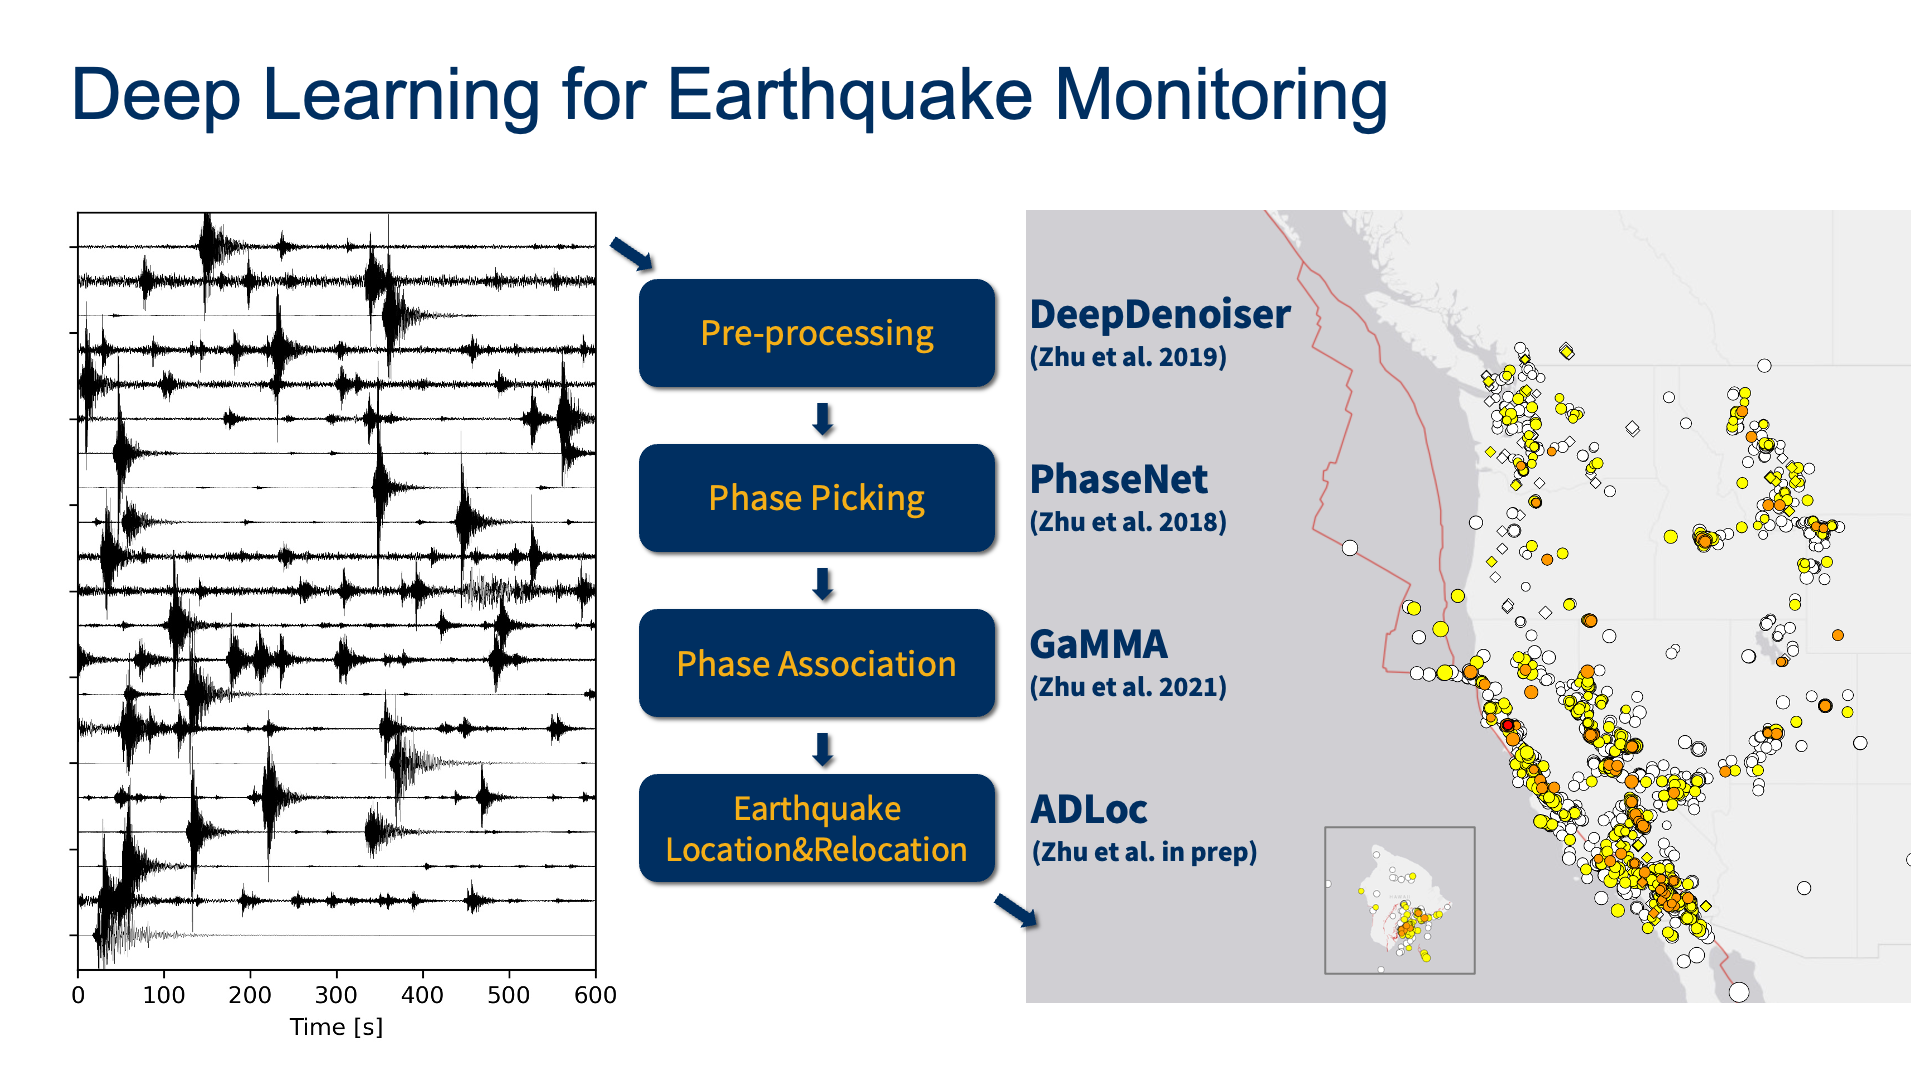 Deep Learning for Earthquake Monitoring
0 100 200 300 400 500 600
Time [s]
Pre-processing
Phase Picking
Phase Association
Earthquake
Location&Relocation
DeepDenoiser
(Zhu et al. 2019)
PhaseNet
(Zhu et al. 2018)
GaMMA
(Zhu et al. 2021)
ADLoc
(Zhu et al. in prep)